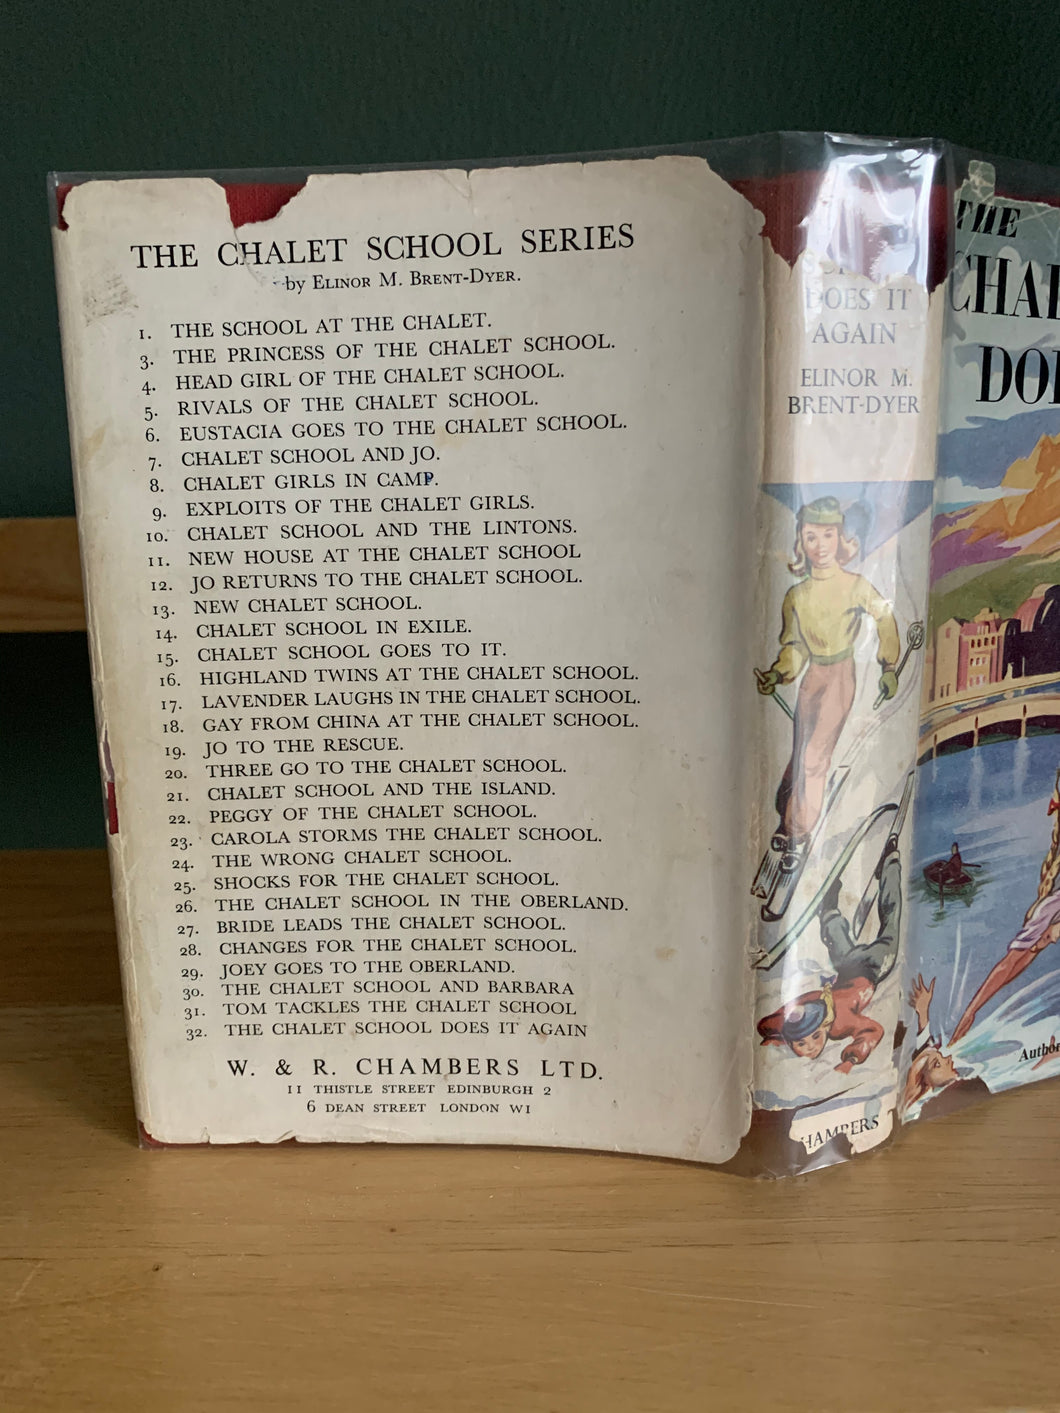 THE CHALET SCHOOL SERIES
by ELINOR M. BRENT-DYER.
1. THE SCHOOL AT THE CHALET.
3. THE PRINCESS OF THE CHALET SCHOOL.
4. HEAD GIRL OF THE CHALET SCHOOL.
5. RIVALS OF THE CHALET SCHOOL.
6. EUSTACIA GOES TO THE CHALET SCHOOL.
7. CHALET SCHOOL AND JO.
8. CHALET GIRLS IN CAMP.
9. EXPLOITS OF THE CHALET GIRLS.
10. CHALET SCHOOL AND THE LINTONS.
11. NEW HOUSE AT THE CHALET SCHOOL
12. JO RETURNS TO THE CHALET SCHOOL.
13. NEW CHALET SCHOOL.
14. CHALET SCHOOL IN EXILE.
15. CHALET SCHOOL GOES TO IT.
16. HIGHLAND TWINS AT THE CHALET SCHOOL.
17. LAVENDER LAUGHS IN THE CHALET SCHOOL.
18. GAY FROM CHINA AT THE CHALET SCHOOL.
19. JO TO THE RESCUE.
20. THREE GO TO THE CHALET SCHOOL.
21. CHALET SCHOOL AND THE ISLAND.
22. PEGGY OF THE CHALET SCHOOL.
23. CAROLA STORMS THE CHALET SCHOOL.
24. THE WRONG CHALET SCHOOL.
25. SHOCKS FOR THE CHALET SCHOOL.
26. THE CHALET SCHOOL IN THE OBERLAND.
27. BRIDE LEADS THE CHALET SCHOOL.
28. CHANGES FOR THE CHALET SCHOOL.
29. JOEY GOES TO THE OBERLAND.
30. THE CHALET SCHOOL AND BARBARA
31. TOM TACKLES THE CHALET SCHOOL
32. THE CHALET SCHOOL DOES IT AGAIN
W. & R. CHAMBERS LTD.
11 THISTLE STREET EDINBURGH 2
6 DEAN STREET LONDON W1
DOES IT
AGAIN
ELINOR M.
BRENT-DYER
HAMBERS
THE
CHAL
DOE
Author